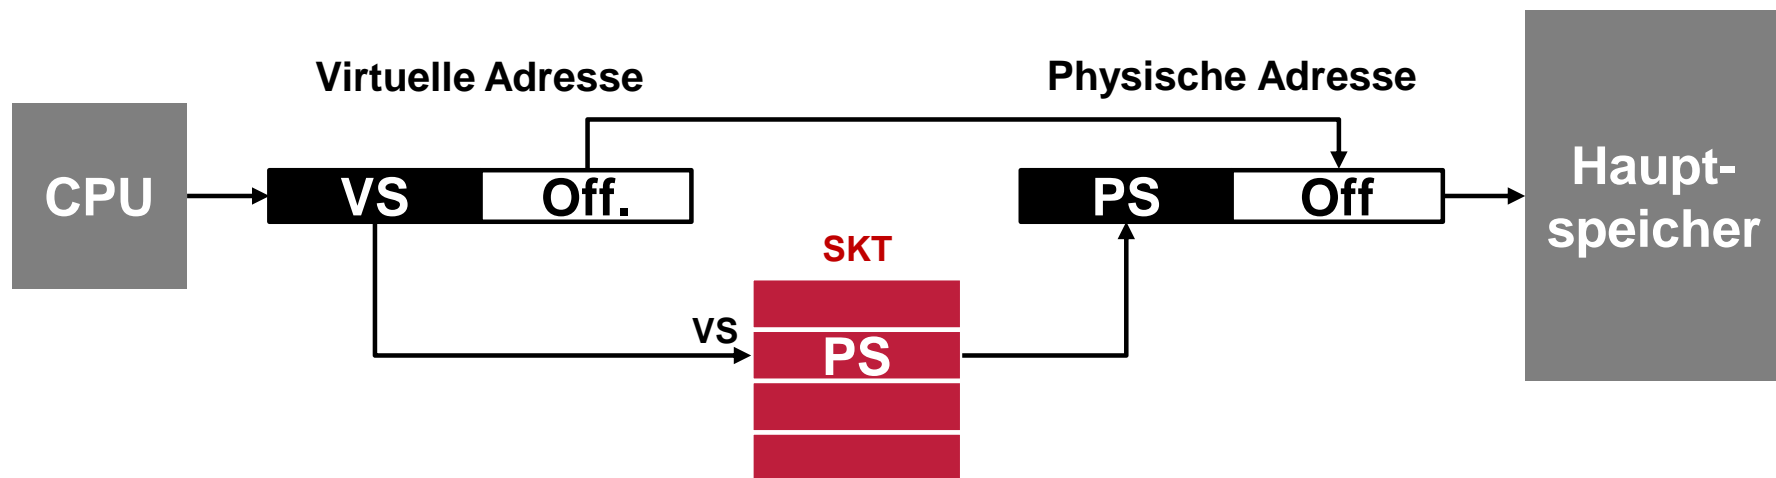 Virtuelle Adresse
Physische Adresse
CPU
VS
Off.
PS
Off
Haupt-
speicher
SKT
VS
PS